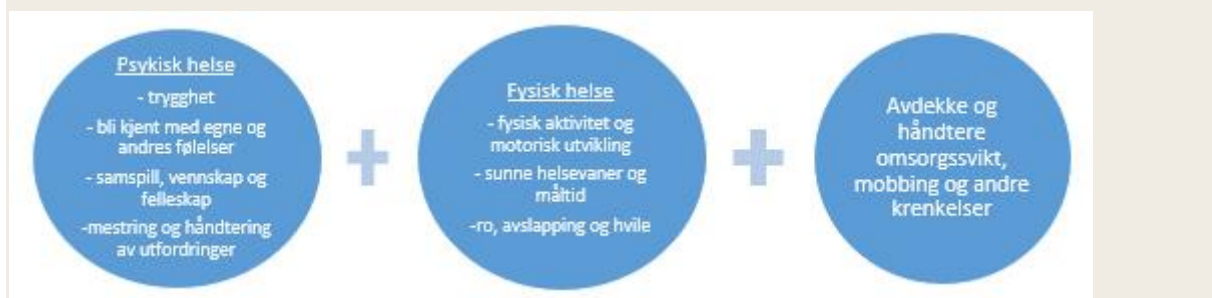 Psykisk helse
- trygghet
- bli kjent med egne og
andres følelser
- samspill, vennskap og
felleskap
-mestring og håndtering
av utfordringer
Fysisk helse
- fysisk aktivitet og
motorisk utvikling
- sunne helsevaner og
måltid
-ro, avslapping og hvile
Avdekke og
håndtere
omsorgssvikt,
mobbing og andre
krenkelser